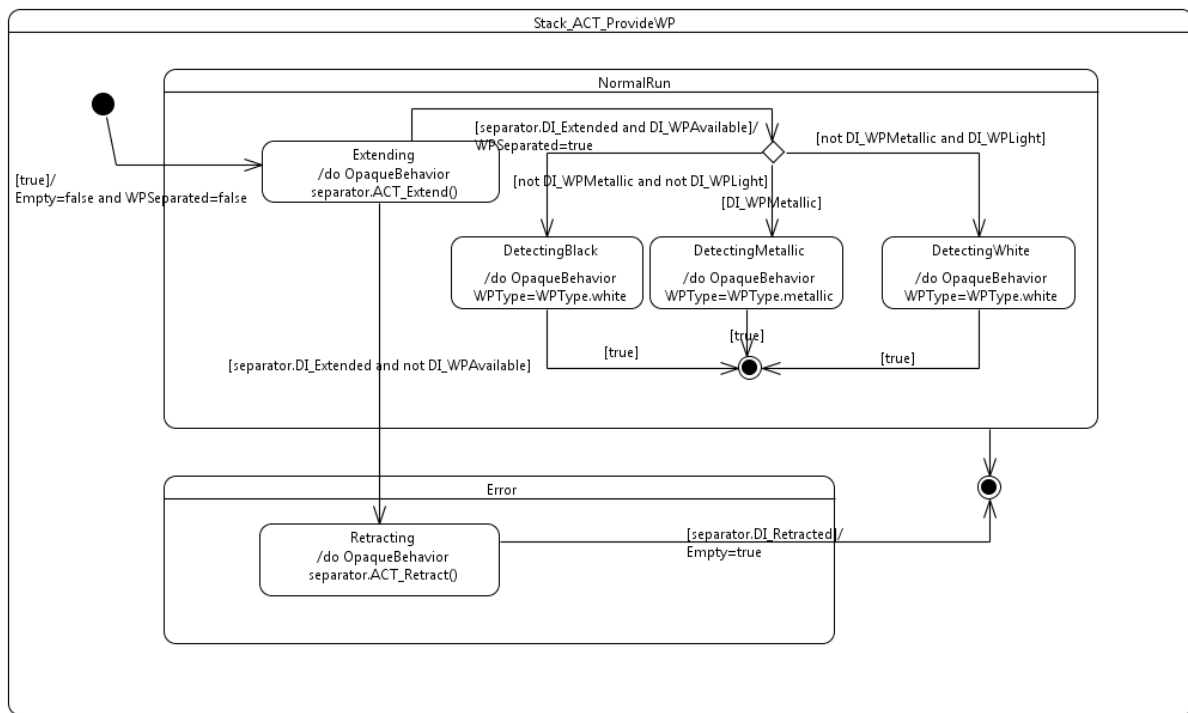 Stack_ACT_ProvideWP
NormalRun
[separator.DI_Extended and DI_WPAvailable]/
WPSeparated=true
[not DI_WPMetallic and DI_WPLight]
Extending
/do OpaqueBehavior
separator.ACT_Extend()
[true]/
Empty=false and WPSeparated=false
[not DI_WPMetallic and not DI_WPLight]
[DI_WPMetallic]
DetectingBlack
/do OpaqueBehavior
WPType=WPType.white
DetectingMetallic
/do OpaqueBehavior
WPType=WPType.metallic
DetectingWhite
/do OpaqueBehavior
WPType=WPType.white
[true]
[true]
[true]
[separator.DI_Extended and not DI_WPAvailable]
Error
Retracting
/do OpaqueBehavior
separator.ACT_Retract()
[separator.DI_Retracted]/
Empty=true